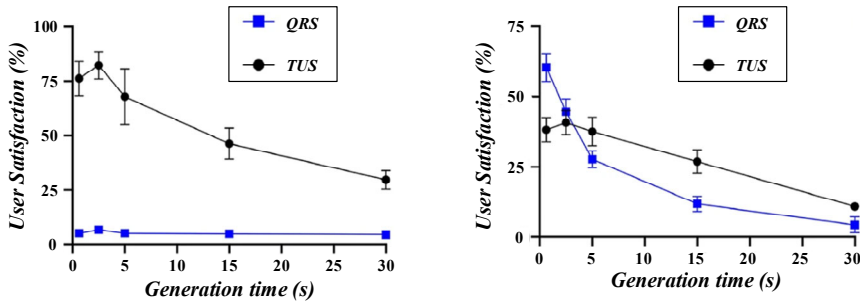 100
75
50
25
0
User Satisfaction (%)
QRS
TUS
0 5 10 15 20 25 30
Generation time (s)
75
50
25
0
User Satisfaction (%)
QRS
TUS
0 5 10 15 20 25 30
Generation time (s)